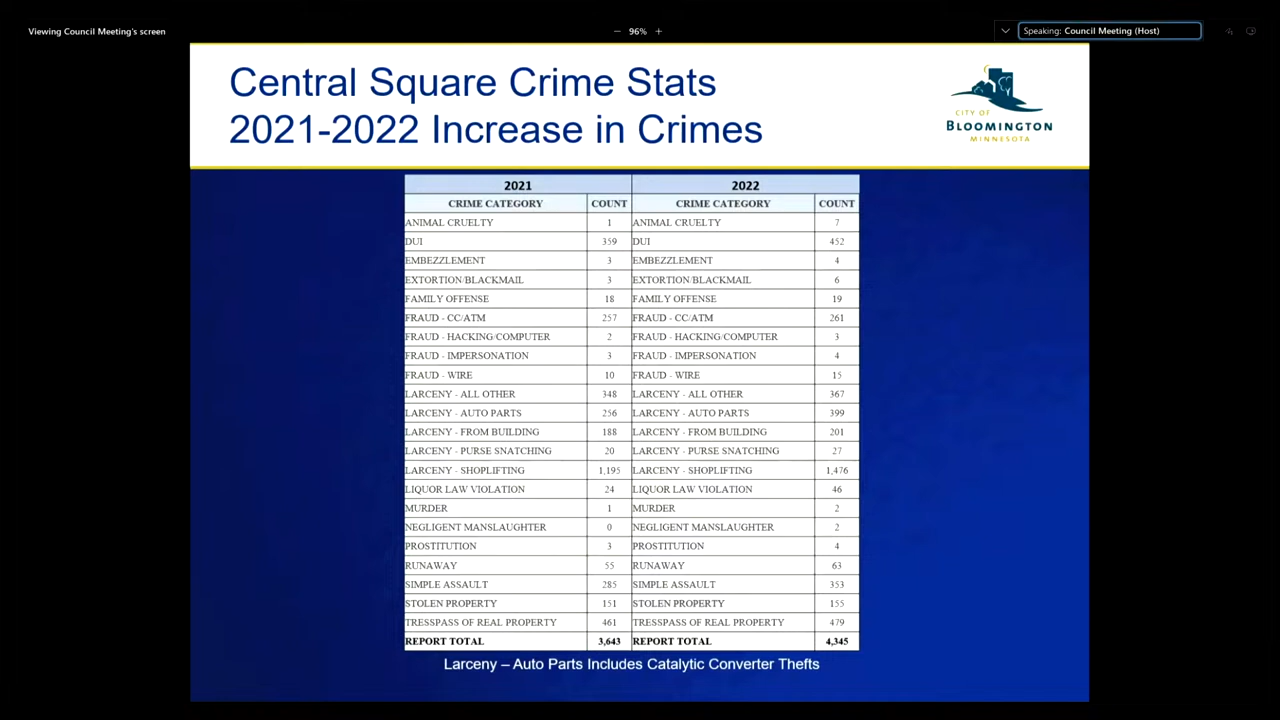 Viewing Council Meeting's screen
96%
Speaking: Council Meeting (Host)
Central Square Crime Stats
2021-2022 Increase in Crimes
CITY OF
BLOOMINGTON
MINNESOTA
2021 2022
CRIME CATEGORY COUNT CRIME CATEGORY COUNT
ANIMAL CRUELTY 1 ANIMAL CRUELTY 7
DUI 359 DUI 452
EMBEZZLEMENT 3 EMBEZZLEMENT 4
EXTORTION/BLACKMAIL 3 EXTORTION/BLACKMAIL 6
FAMILY OFFENSE 18 FAMILY OFFENSE 19
FRAUD - CC/ATM 257 FRAUD - CC/ATM 261
FRAUD - HACKING/COMPUTER 2 FRAUD - HACKING/COMPUTER 3
FRAUD - IMPERSONATION 3 FRAUD - IMPERSONATION 4
FRAUD - WIRE 10 FRAUD - WIRE 15
LARCENY - ALL OTHER 348 LARCENY - ALL OTHER 367
LARCENY - AUTO PARTS 256 LARCENY - AUTO PARTS 399
LARCENY - FROM BUILDING 188 LARCENY - FROM BUILDING 201
LARCENY - PURSE SNATCHING 20 LARCENY - PURSE SNATCHING 27
LARCENY - SHOPLIFTING 1,195 LARCENY - SHOPLIFTING 1,476
LIQUOR LAW VIOLATION 24 LIQUOR LAW VIOLATION 46
MURDER 1 MURDER 2
NEGLIGENT MANSLAUGHTER 0 NEGLIGENT MANSLAUGHTER 2
PROSTITUTION 3 PROSTITUTION 4
RUNAWAY 55 RUNAWAY 63
SIMPLE ASSAULT 285 SIMPLE ASSAULT 353
STOLEN PROPERTY 151 STOLEN PROPERTY 155
TRESSPASS OF REAL PROPERTY 461 TRESSPASS OF REAL PROPERTY 479
REPORT TOTAL 3,643 REPORT TOTAL 4,345
Larceny – Auto Parts Includes Catalytic Converter Thefts